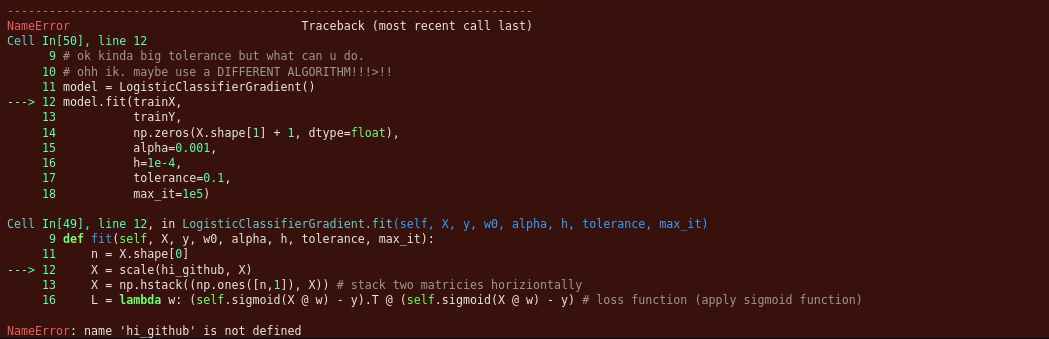 ---------------------------------------------------------------------------
NameError                                 Traceback (most recent call last)
Cell In[50], line 12
      9 # ok kinda big tolerance but what can u do.
     10 # ohh ik. maybe use a DIFFERENT ALGORITHM!!!>!!
     11 model = LogisticClassifierGradient()
---> 12 model.fit(trainX,
     13           trainY,
     14           np.zeros(X.shape[1] + 1, dtype=float),
     15           alpha=0.001,
     16           h=1e-4,
     17           tolerance=0.1,
     18           max_it=1e5)

Cell In[49], line 12, in LogisticClassifierGradient.fit(self, X, y, w0, alpha, h, tolerance, max_it)
      9 def fit(self, X, y, w0, alpha, h, tolerance, max_it):
     11     n = X.shape[0]
---> 12     X = scale(hi_github, X)
     13     X = np.hstack((np.ones([n,1]), X)) # stack two matricies horiziontally
     16     L = lambda w: (self.sigmoid(X @ w) - y).T @ (self.sigmoid(X @ w) - y) # loss function (apply sigmoid function)

NameError: name 'hi_github' is not defined